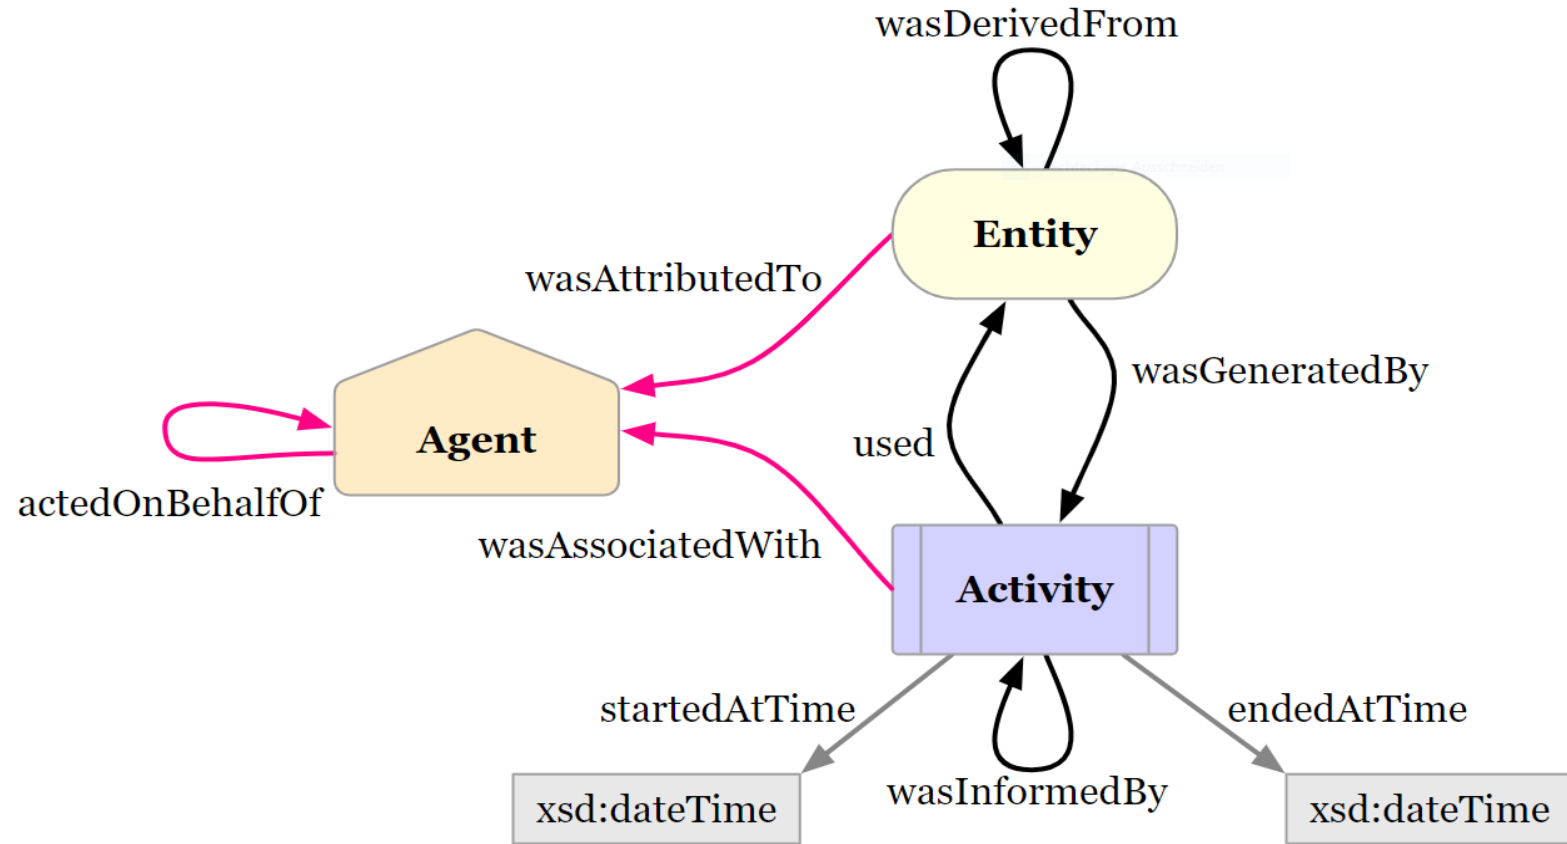 wasDerivedFrom
Entity
wasAttributedTo
wasGeneratedBy
Agent
used
actedOnBehalfOf
wasAssociatedWith
Activity
startedAtTime
endedAtTime
wasInformedBy
xsd:dateTime
xsd:dateTime